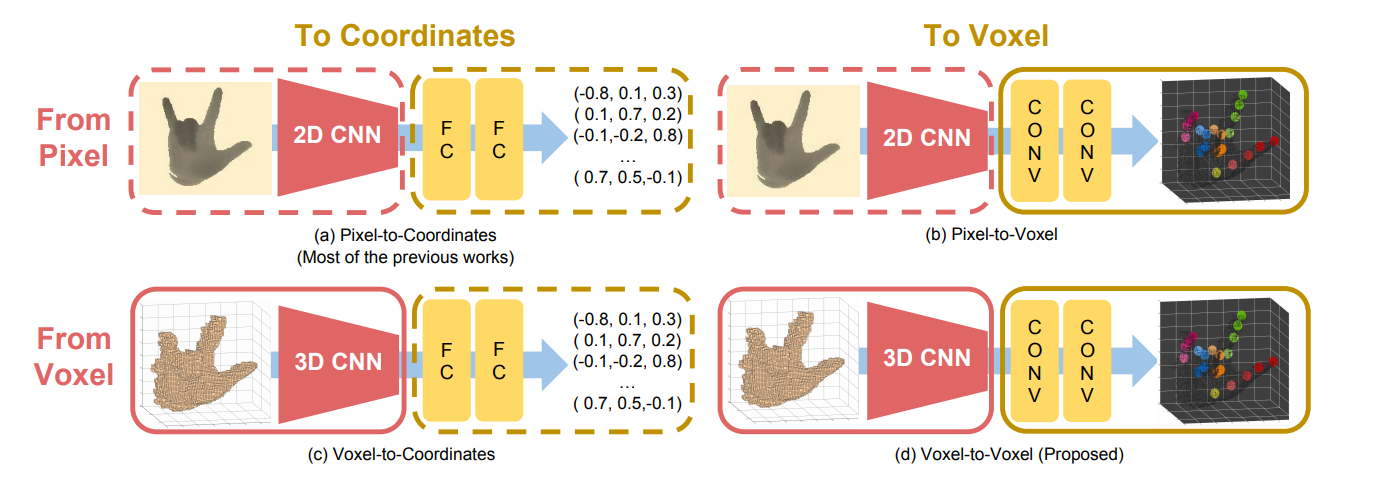 To Coordinates
To Voxel
From
Pixel
2D CNN
F
C
F
C
(-0.8, 0.1, 0.3)
( 0.1, 0.7, 0.2)
(-0.1,-0.2, 0.8)
...
( 0.7, 0.5,-0.1)
2D CNN
C
O
N
V
C
O
N
V
(a) Pixel-to-Coordinates
(Most of the previous works)
(b) Pixel-to-Voxel
From
Voxel
3D CNN
F
C
F
C
(-0.8, 0.1, 0.3)
( 0.1, 0.7, 0.2)
(-0.1,-0.2, 0.8)
...
( 0.7, 0.5,-0.1)
3D CNN
C
O
N
V
C
O
N
V
(c) Voxel-to-Coordinates
(d) Voxel-to-Voxel (Proposed)